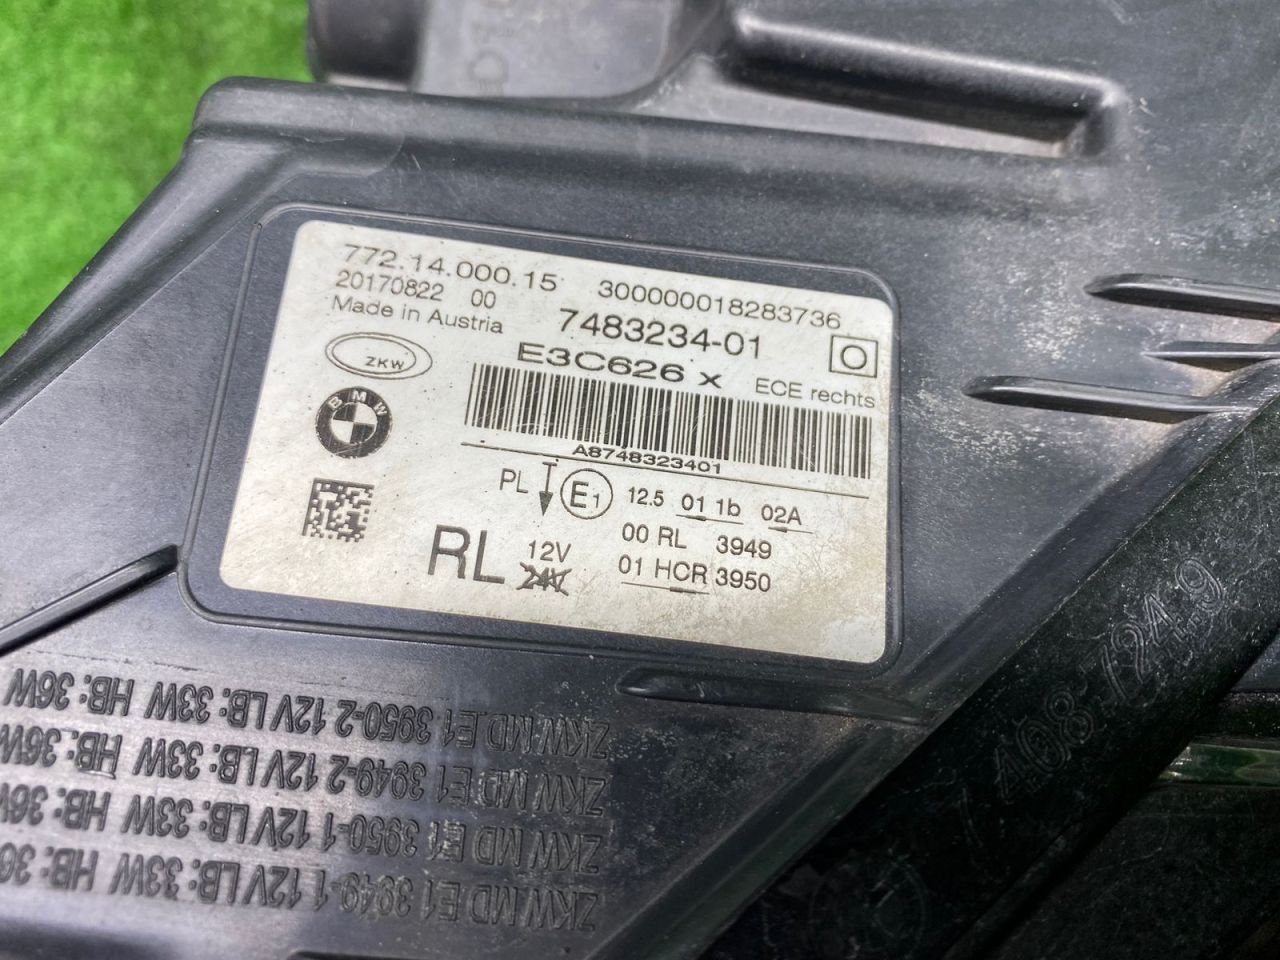 772.14.000.15 300000018283736
20170822 00
Made in Austria 7483234-01
ZKW
E3C626 x
ECE rechts
BMW
A8748323401
PL E1 12.5 01 1b 02A
00 RL 3949
RL 12V 24V
01 HCR 3950
7 408-724.9
ZKW MD E1 3949-1 12V LB: 33W HB: 36W
ZKW MD E1 3950-1 12V LB: 33W HB: 36W
ZKW MD E1 3949-2 12V LB: 33W HB: 36W
ZKW MD E1 3950-2 12V LB: 33W HB: 36W